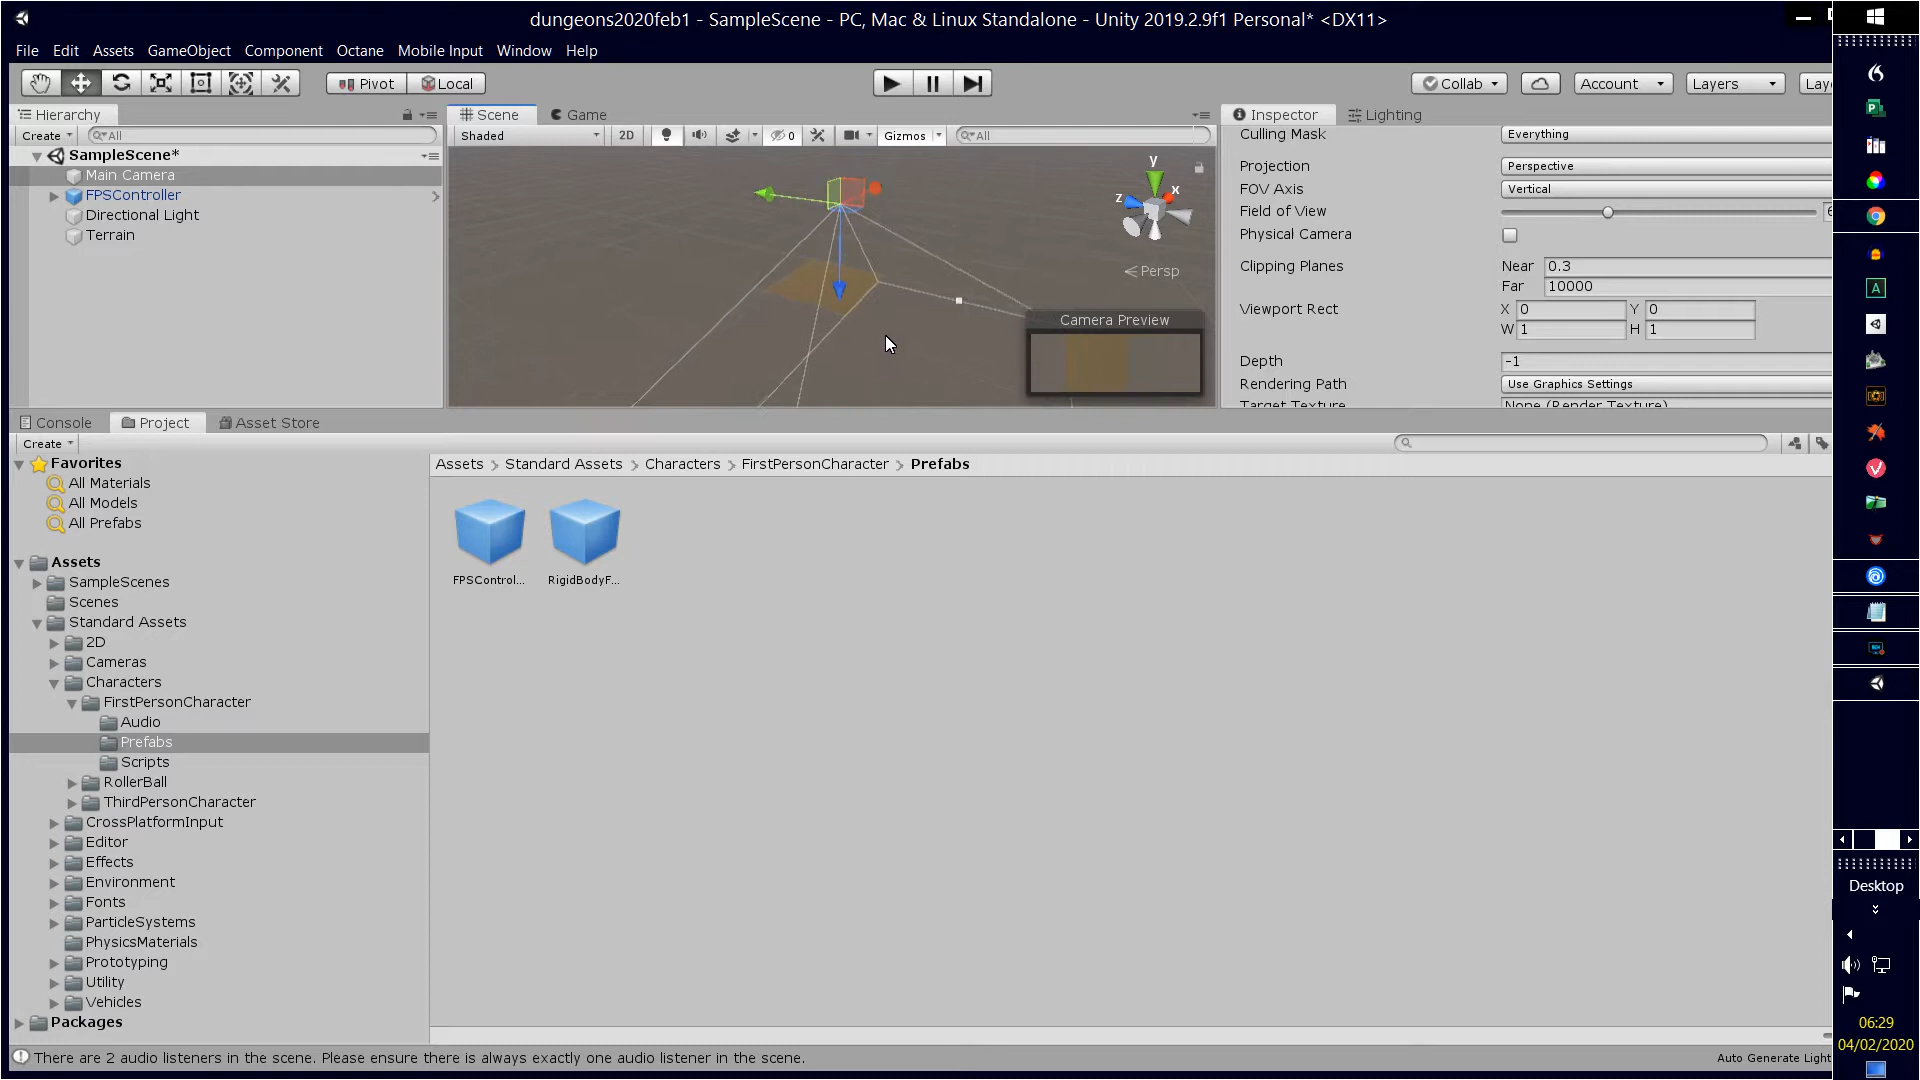 dungeons2020feb1 - SampleScene - PC, Mac & Linux Standalone - Unity 2019.2.9f1 Personal* <DX11>
File Edit Assets GameObject Component Octane Mobile Input Window Help
Pivot Local Collab Account Layers Lay
Hierarchy
Create All
SampleScene*
Main Camera
FPSController
Directional Light
Terrain
Scene Game
Shaded 2D 0 Gizmos All
y
x
z
Persp
Camera Preview
Inspector Lighting
Culling Mask Everything
Projection Perspective
FOV Axis Vertical
Field of View 6
Physical Camera
Clipping Planes Near 0.3
Far 10000
Viewport Rect X 0 Y 0
W 1 H 1
Depth -1
Rendering Path Use Graphics Settings
Target Texture None (Render Texture)
Console Project Asset Store
Create
Favorites
All Materials
All Models
All Prefabs
Assets
SampleScenes
Scenes
Standard Assets
2D
Cameras
Characters
FirstPersonCharacter
Audio
Prefabs
Scripts
RollerBall
ThirdPersonCharacter
CrossPlatformInput
Editor
Effects
Environment
Fonts
ParticleSystems
PhysicsMaterials
Prototyping
Utility
Vehicles
Packages
Assets > Standard Assets > Characters > FirstPersonCharacter > Prefabs
FPSControl... RigidBodyF...
There are 2 audio listeners in the scene. Please ensure there is always exactly one audio listener in the scene.
Auto Generate Light
Desktop
06:29
04/02/2020